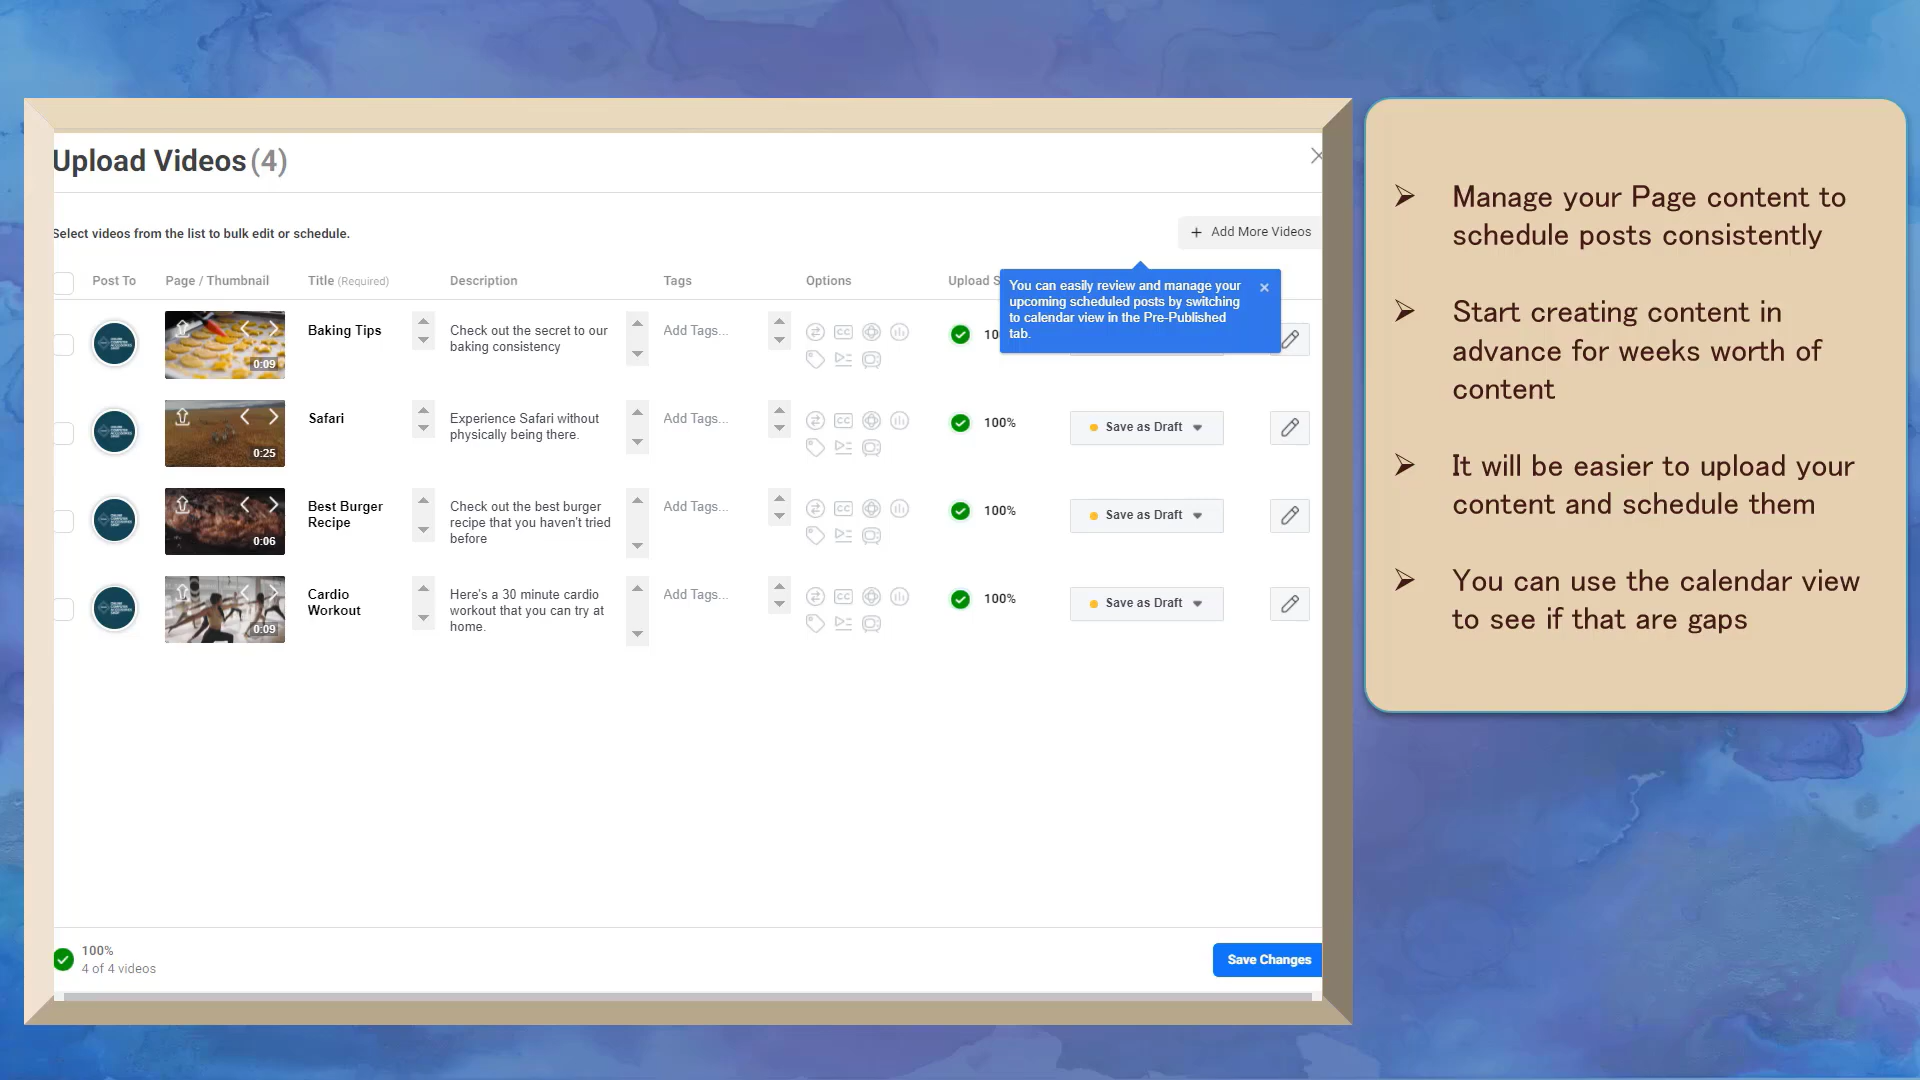 Upload Videos (4)
Select videos from the list to bulk edit or schedule.
+ Add More Videos
Post To Page / Thumbnail Title (Required) Description Tags Options Upload S
You can easily review and manage your
upcoming scheduled posts by switching
to calendar view in the Pre-Published
tab.
0:09
Baking Tips
Check out the secret to our
baking consistency
Add Tags...
CC
10
0:25
Safari
Experience Safari without
physically being there.
Add Tags...
CC
100%
Save as Draft
0:06
Best Burger
Recipe
Check out the best burger
recipe that you haven't tried
before
Add Tags...
CC
100%
Save as Draft
0:09
Cardio
Workout
Here's a 30 minute cardio
workout that you can try at
home.
Add Tags...
CC
100%
Save as Draft
100%
4 of 4 videos
Save Changes
Manage your Page content to
schedule posts consistently
Start creating content in
advance for weeks worth of
content
It will be easier to upload your
content and schedule them
You can use the calendar view
to see if that are gaps